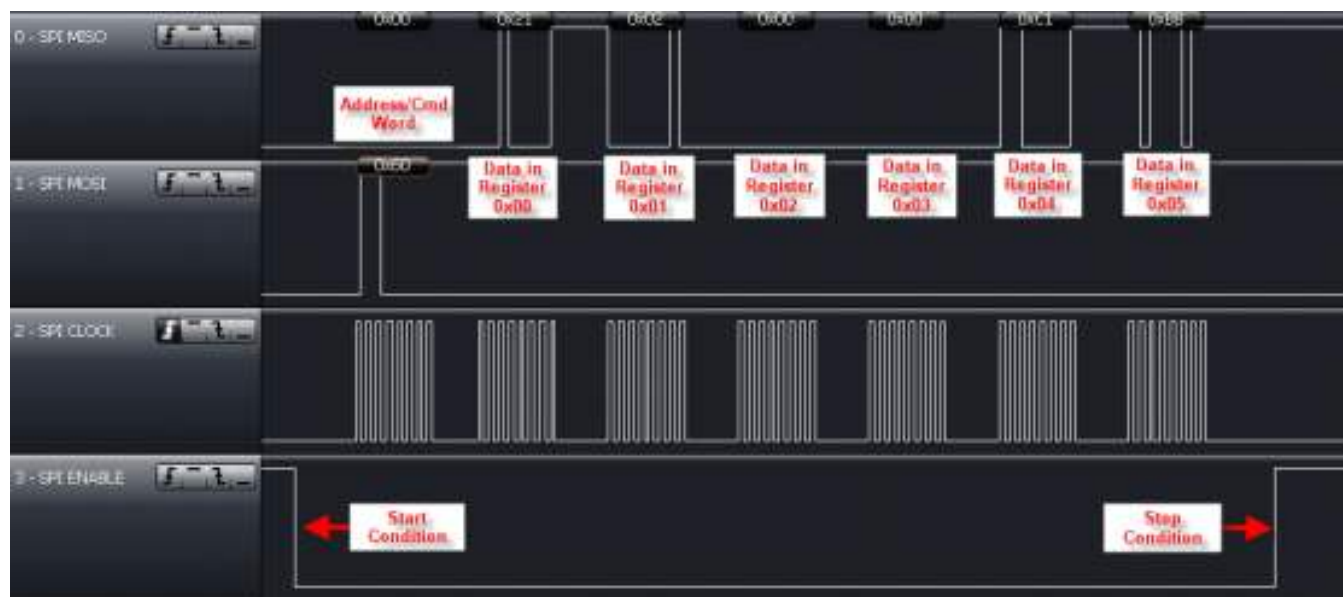 0x00 0x21 0x02 0x00 0x00 0xC1 0xBB
0 - SPI MISO
Address/Cmd
Word
1 - SPI MOSI
Data in
Register
0x00
Data in
Register
0x01
Data in
Register
0x02
Data in
Register
0x03
Data in
Register
0x04
Data in
Register
0x05
2 - SPI CLOCK
3 - SPI ENABLE
Start
Condition
Stop
Condition